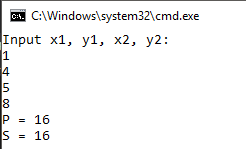 C:\Windows\system32\cmd.exe
Input x1, y1, x2, y2:
1
4
5
8
P = 16
S = 16